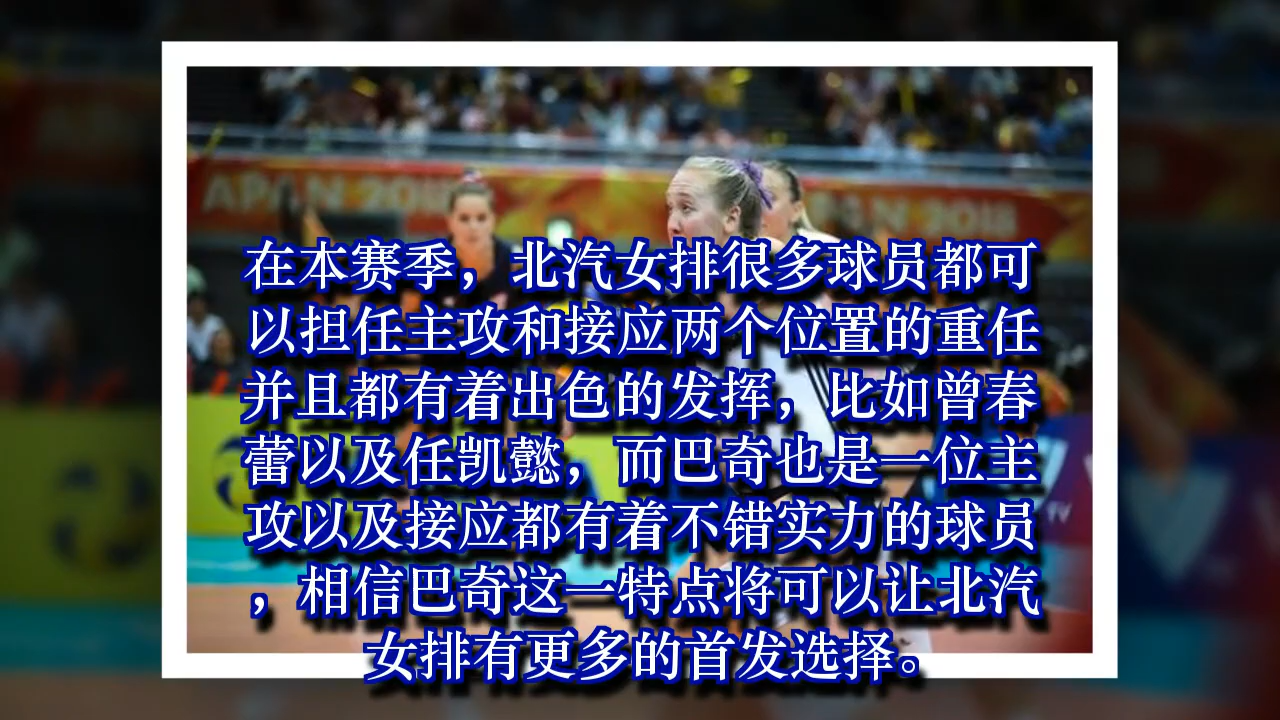 APAN 2018
PAN 2018
在本赛季，北汽女排很多球员都可
以担任主攻和接应两个位置的重任
并且都有着出色的发挥，比如曾春
蕾以及任凯懿，而巴奇也是一位主
攻以及接应都有着不错实力的球员
，相信巴奇这一特点将可以让北汽
女排有更多的首发选择。